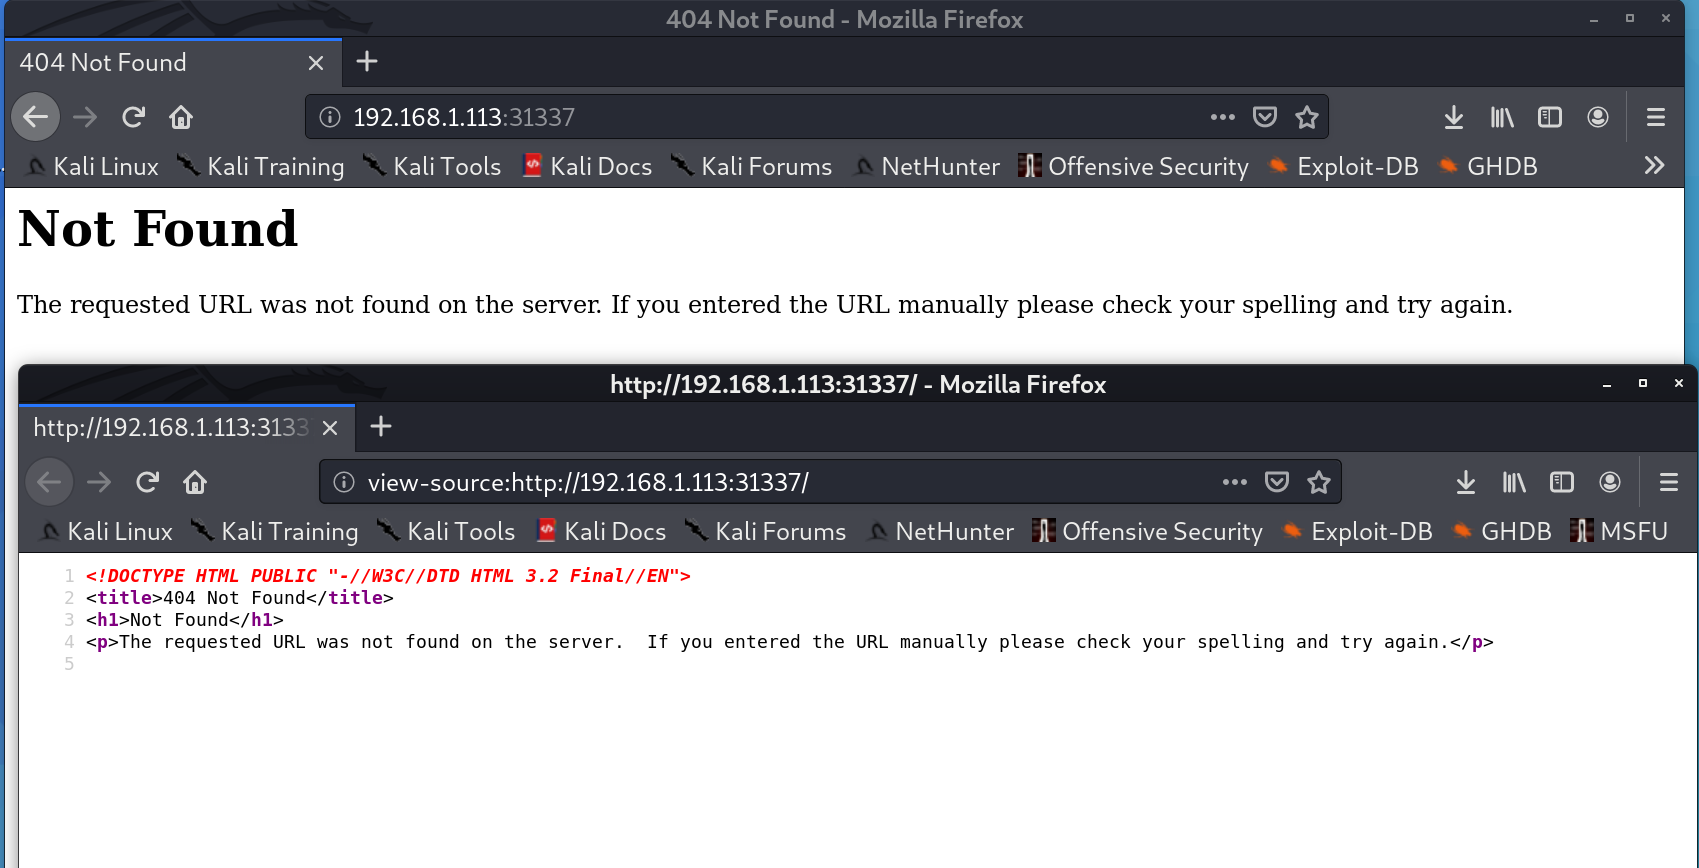 404 Not Found - Mozilla Firefox
404 Not Found
192.168.1.113:31337
Kali Linux Kali Training Kali Tools Kali Docs Kali Forums NetHunter Offensive Security Exploit-DB GHDB
Not Found
The requested URL was not found on the server. If you entered the URL manually please check your spelling and try again.
http://192.168.1.113:31337/ - Mozilla Firefox
http://192.168.1.113:3133
view-source:http://192.168.1.113:31337/
Kali Linux Kali Training Kali Tools Kali Docs Kali Forums NetHunter Offensive Security Exploit-DB GHDB MSFU
1 <!DOCTYPE HTML PUBLIC "-//W3C//DTD HTML 3.2 Final//EN">
2 <title>404 Not Found</title>
3 <h1>Not Found</h1>
4 <p>The requested URL was not found on the server.  If you entered the URL manually please check your spelling and try again.</p>
5